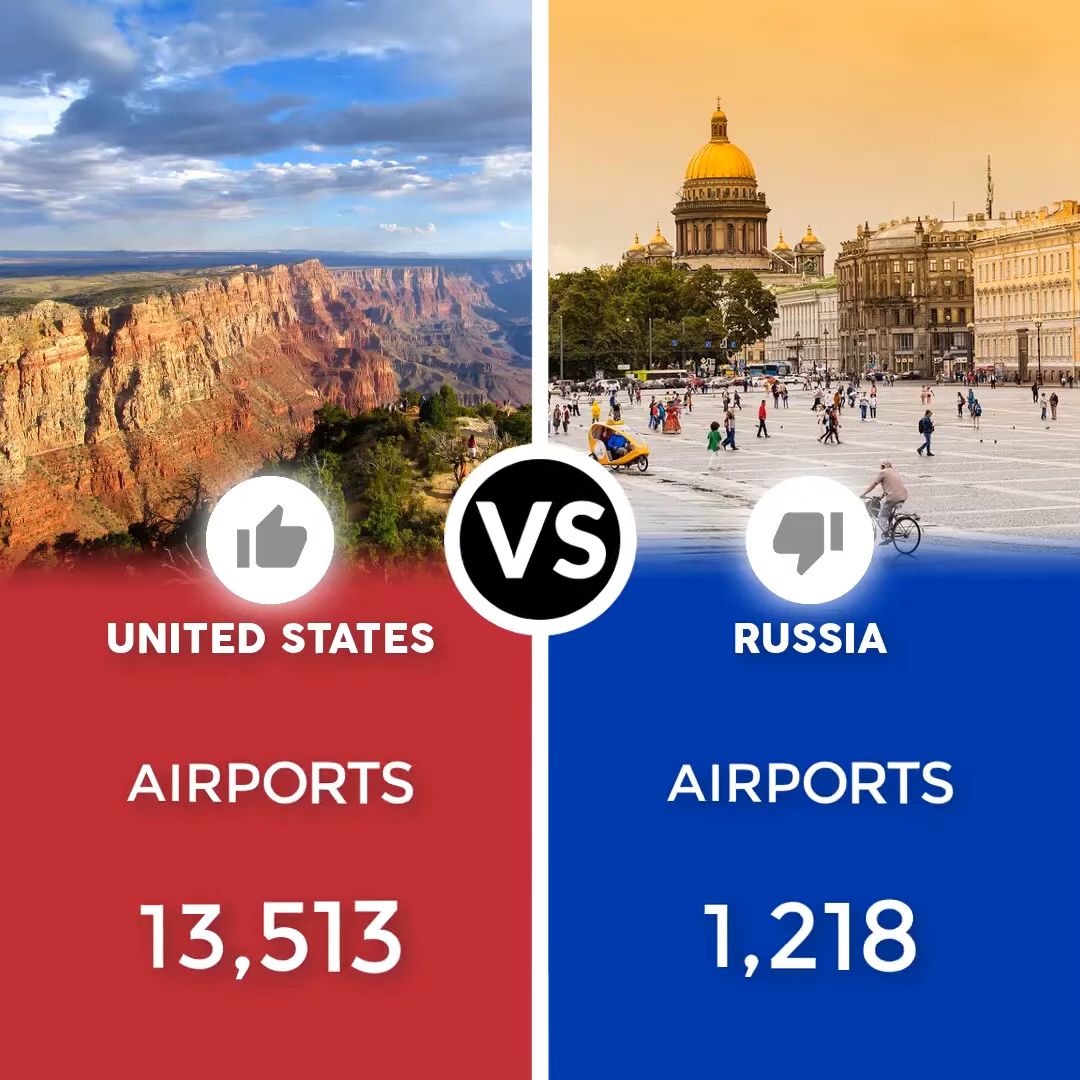 VS
UNITED STATES
RUSSIA
AIRPORTS
AIRPORTS
13,513
1,218